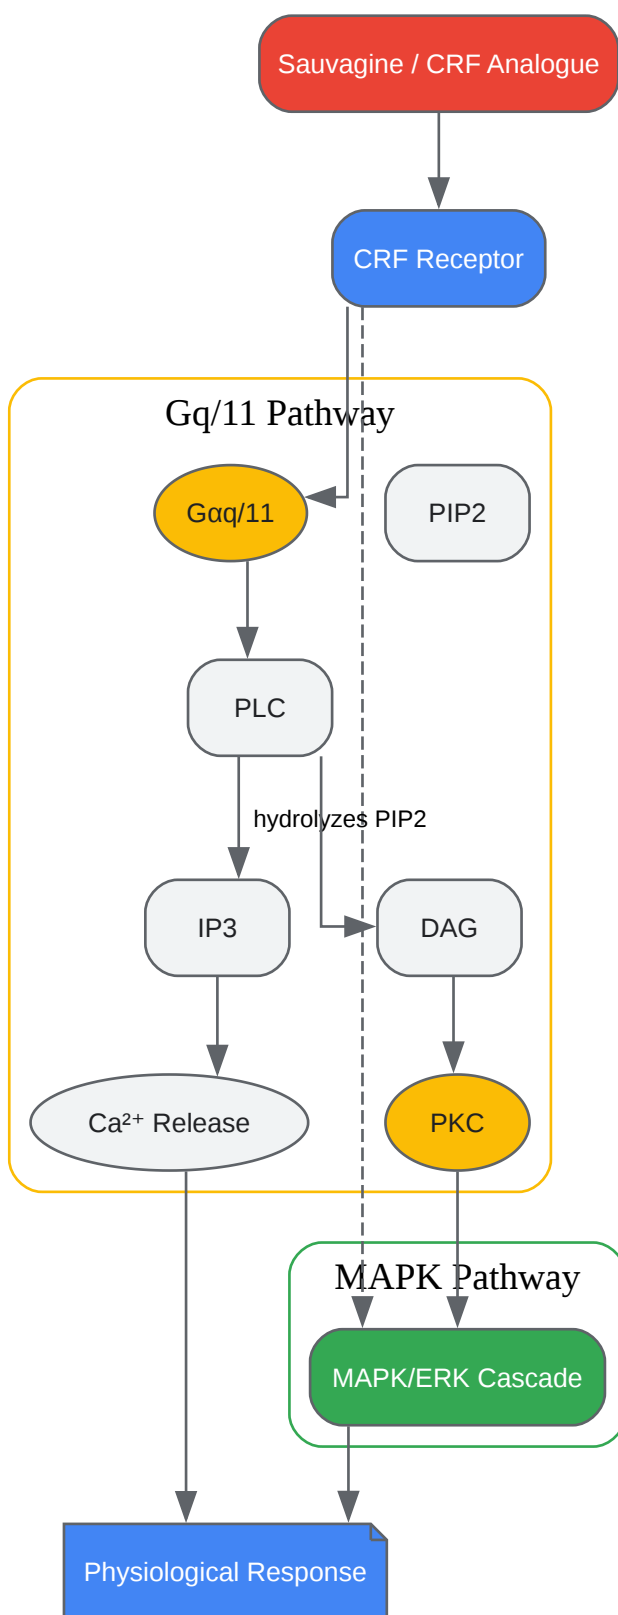 Sauvagine / CRF Analogue
CRF Receptor
Gq/11 Pathway
Gαq/11
PIP2
PLC
hydrolyzes PIP2
IP3
DAG
Ca²⁺ Release
PKC
MAPK Pathway
MAPK/ERK Cascade
Physiological Response